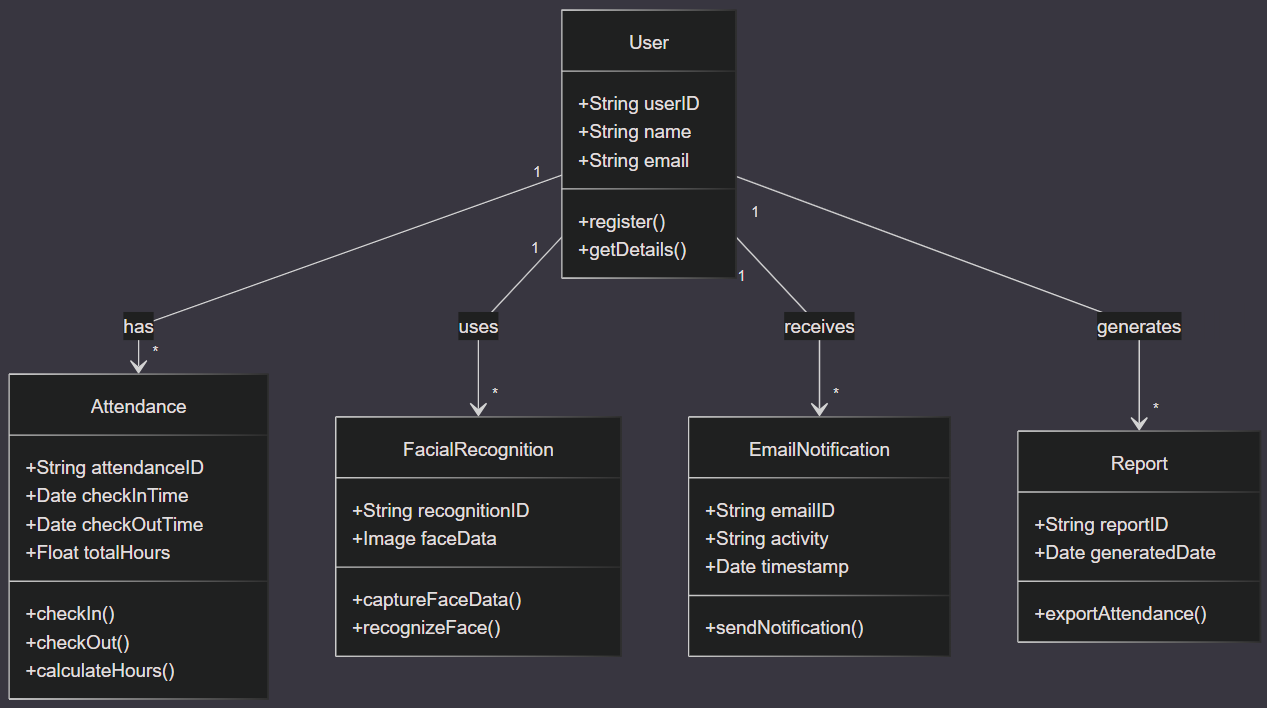 User
+String userID
+String name
+String email
+register()
+getDetails()
1
1
1
1
has
uses
receives
generates
*
*
*
*
Attendance
+String attendanceID
+Date checkInTime
+Date checkOutTime
+Float totalHours
+checkIn()
+checkOut()
+calculateHours()
FacialRecognition
+String recognitionID
+Image faceData
+captureFaceData()
+recognizeFace()
EmailNotification
+String emailID
+String activity
+Date timestamp
+sendNotification()
Report
+String reportID
+Date generatedDate
+exportAttendance()